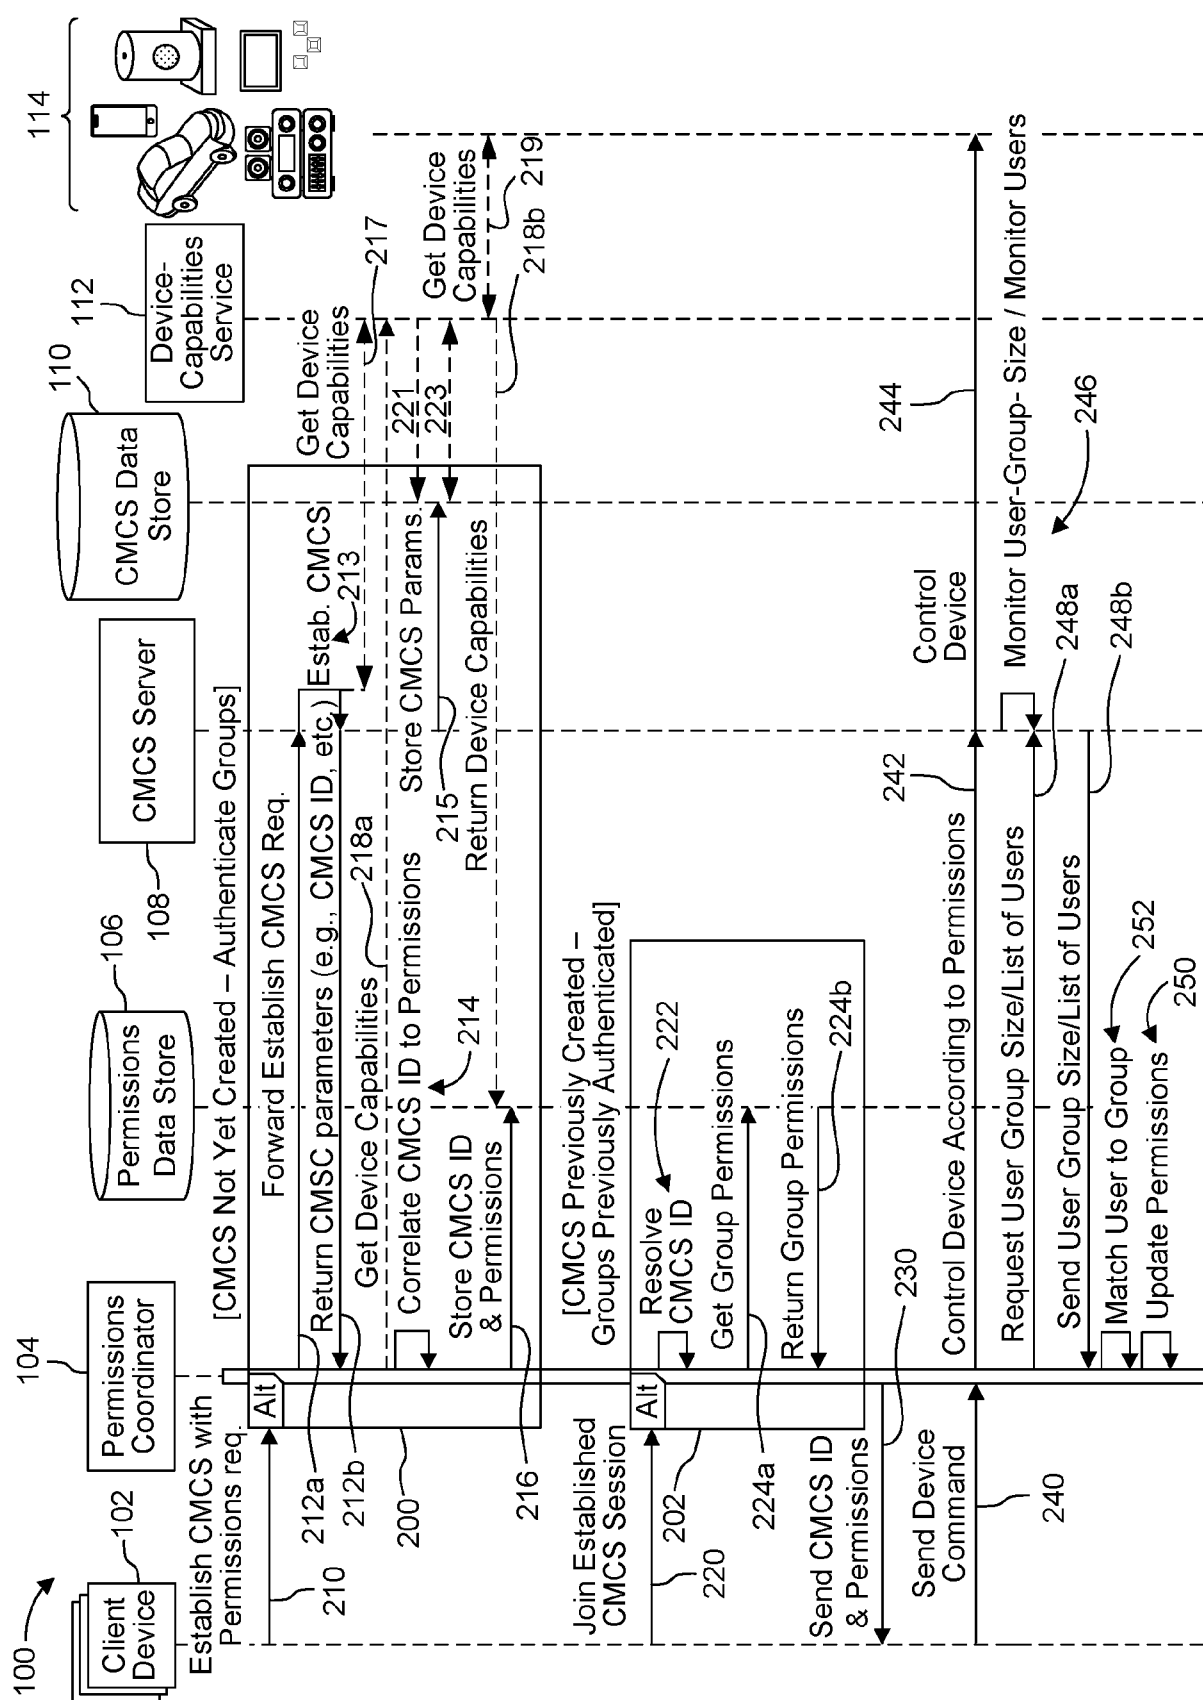 100
Client
Device
102
Permissions
Coordinator
104
Permissions
Data Store
106
CMCS Server
108
CMCS Data
Store
110
Device-
Capabilities
Service
112
114
Establish CMCS with
Permissions req.
210
Alt
[CMCS Not Yet Created – Authenticate Groups]
Forward Establish CMCS Req.
212a
Estab. CMCS
213
Return CMSC parameters (e.g., CMCS ID, etc.)
212b
Get Device
Capabilities
217
Get Device Capabilities
218a
200
Correlate CMCS ID to Permissions
214
Store CMCS Params.
215
221
223
Get Device
Capabilities
219
Return Device Capabilities
218b
Store CMCS ID
& Permissions
216
[CMCS Previously Created –
Groups Previously Authenticated]
Join Established
CMCS Session
220
Alt
202
Resolve
CMCS ID
222
Get Group Permissions
224a
Return Group Permissions
224b
Send CMCS ID
& Permissions
230
Send Device
Command
240
Control Device According to Permissions
242
Control
Device
244
Monitor User-Group- Size / Monitor Users
246
Request User Group Size/List of Users
248a
Send User Group Size/List of Users
248b
Match User to Group
252
Update Permissions
250